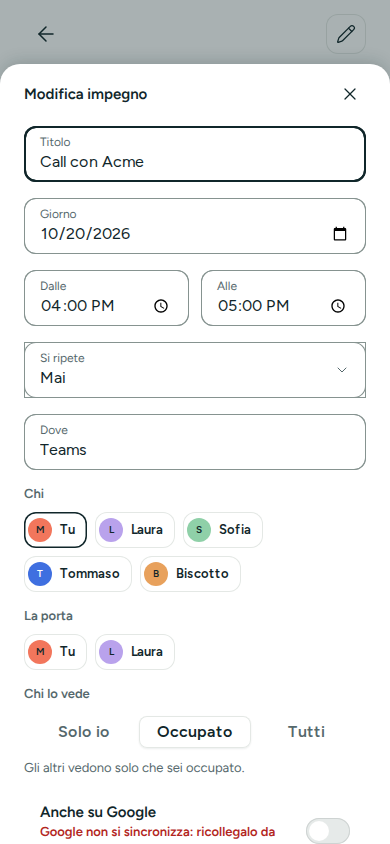 Modifica impegno
Titolo
Call con Acme
Giorno
10/20/2026
Dalle
04:00 PM
Alle
05:00 PM
Si ripete
Mai
Dove
Teams
Chi
M Tu
L Laura
S Sofia
T Tommaso
B Biscotto
La porta
M Tu
L Laura
Chi lo vede
Solo io
Occupato
Tutti
Gli altri vedono solo che sei occupato.
Anche su Google
Google non si sincronizza: ricollegalo da